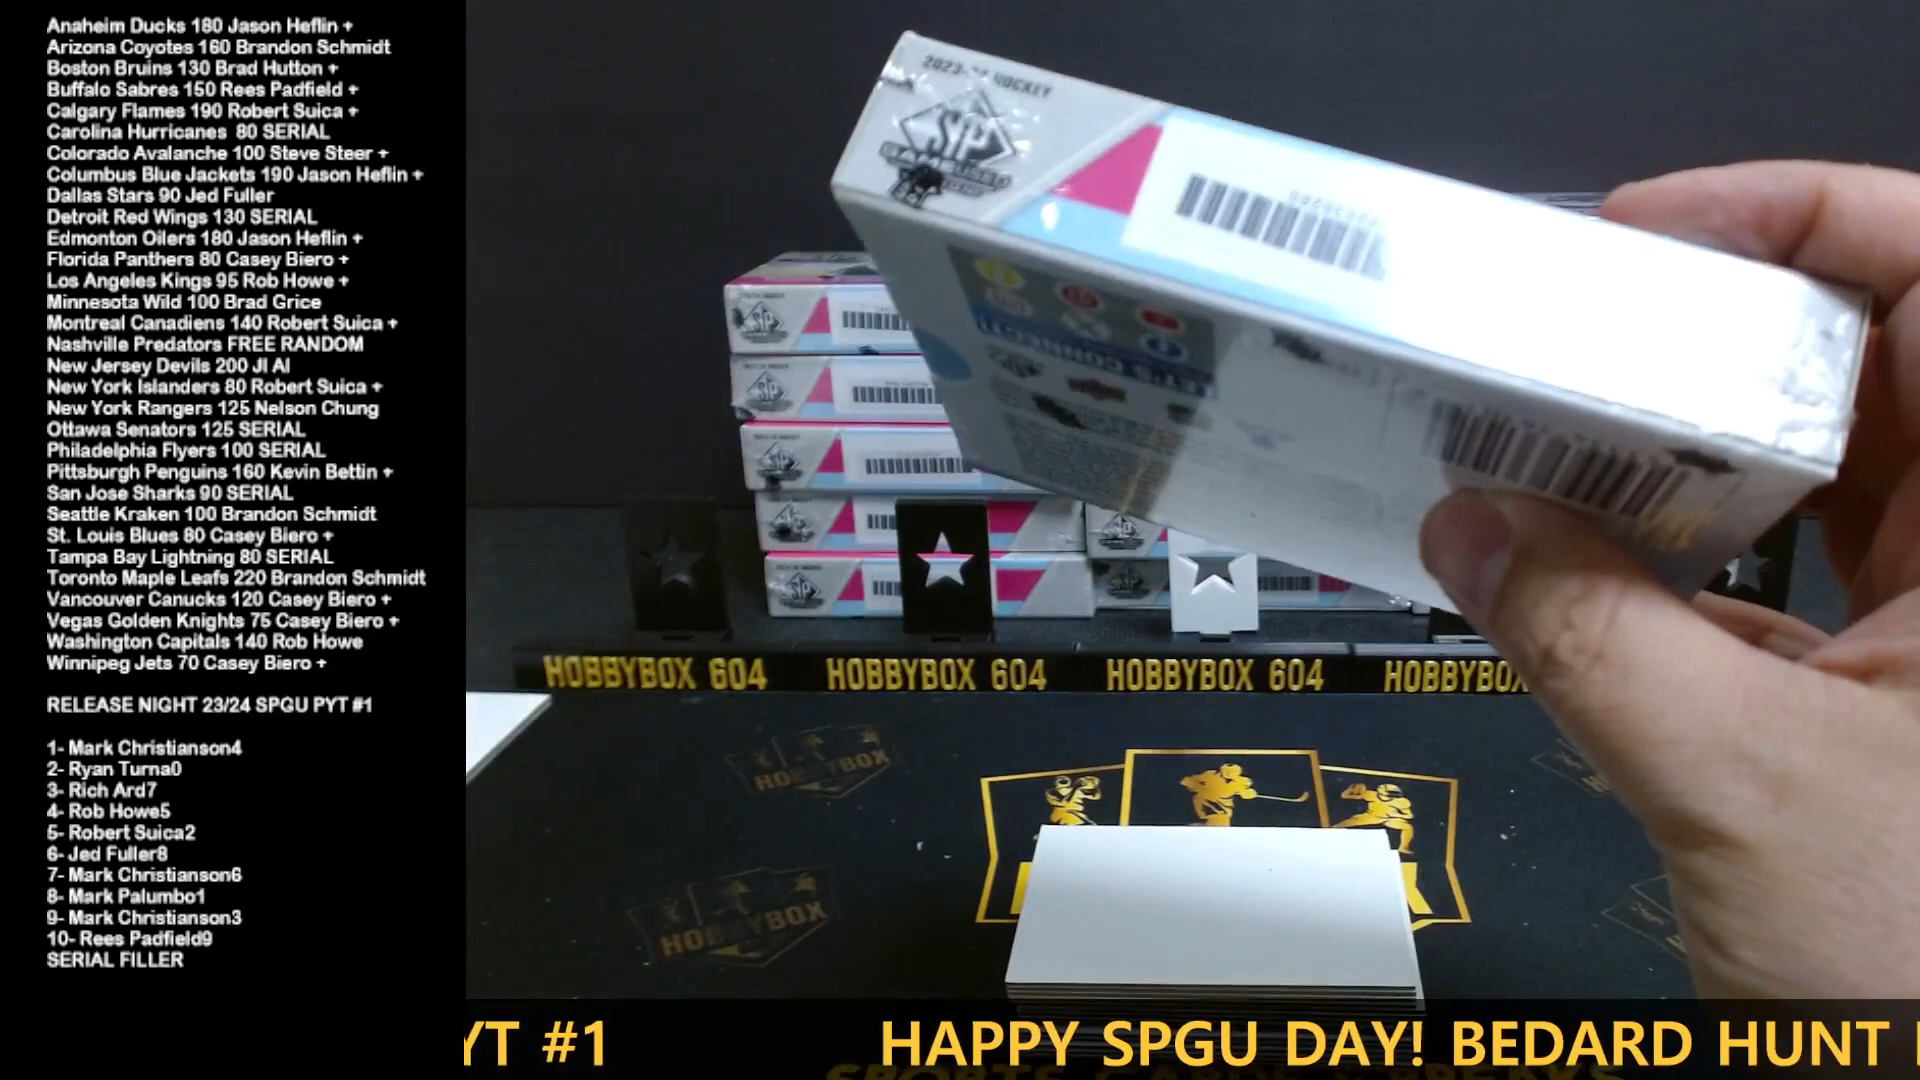 Anaheim Ducks 180 Jason Heflin +
Arizona Coyotes 160 Brandon Schmidt
Boston Bruins 130 Brad Hutton +
Buffalo Sabres 150 Rees Padfield +
Calgary Flames 190 Robert Suica +
Carolina Hurricanes 80 SERIAL
Colorado Avalanche 100 Steve Steer +
Columbus Blue Jackets 190 Jason Heflin +
Dallas Stars 90 Jed Fuller
Detroit Red Wings 130 SERIAL
Edmonton Oilers 180 Jason Heflin +
Florida Panthers 80 Casey Biero +
Los Angeles Kings 95 Rob Howe +
Minnesota Wild 100 Brad Grice
Montreal Canadiens 140 Robert Suica +
Nashville Predators FREE RANDOM
New Jersey Devils 200 JI AI
New York Islanders 80 Robert Suica +
New York Rangers 125 Nelson Chung
Ottawa Senators 125 SERIAL
Philadelphia Flyers 100 SERIAL
Pittsburgh Penguins 160 Kevin Bettin +
San Jose Sharks 90 SERIAL
Seattle Kraken 100 Brandon Schmidt
St. Louis Blues 80 Casey Biero +
Tampa Bay Lightning 80 SERIAL
Toronto Maple Leafs 220 Brandon Schmidt
Vancouver Canucks 120 Casey Biero +
Vegas Golden Knights 75 Casey Biero +
Washington Capitals 140 Rob Howe
Winnipeg Jets 70 Casey Biero +
RELEASE NIGHT 23/24 SPGU PYT #1
1- Mark Christianson4
2- Ryan Turna0
3- Rich Ard7
4- Rob Howe5
5- Robert Suica2
6- Jed Fuller8
7- Mark Christianson6
8- Mark Palumbo1
9- Mark Christianson3
10- Rees Padfield9
SERIAL FILLER
2023-24 HOCKEY
SP
GAME USED
LET'S CONNECT!
HOBBYBOX 604 HOBBYBOX 604 HOBBYBOX 604 HOBBYBOX
HOBBYBOX
HOBBYBOX
YT #1 HAPPY SPGU DAY! BEDARD HUNT